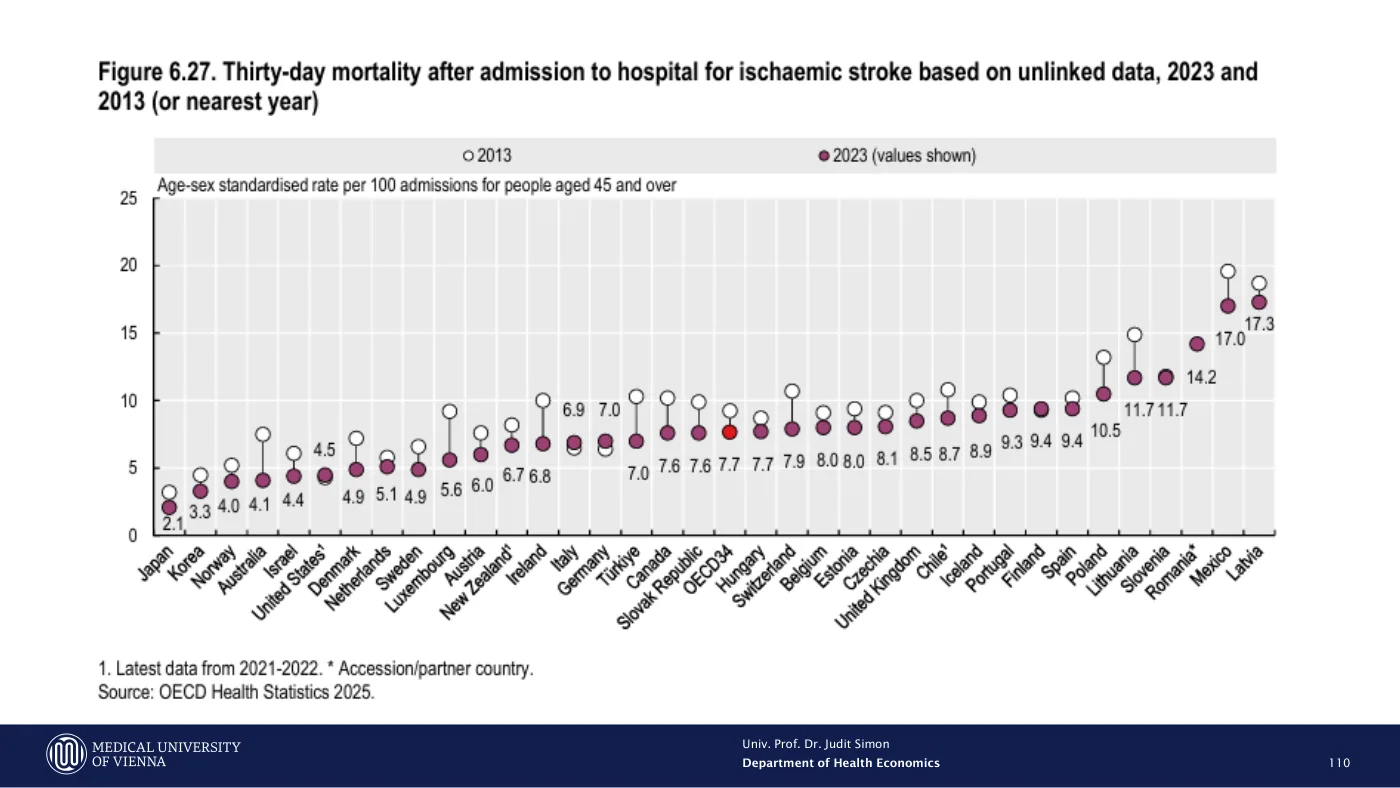 Figure 6.27. Thirty-day mortality after admission to hospital for ischaemic stroke based on unlinked data, 2023 and
2013 (or nearest year)
2013
2023 (values shown)
Age-sex standardised rate per 100 admissions for people aged 45 and over
25
20
15
10
5
0
2.1
3.3
4.0
4.1
4.4
4.5
4.9
5.1
4.9
5.6
6.0
6.7
6.8
6.9
7.0
7.0
7.6
7.6
7.7
7.7
7.9
8.0
8.0
8.1
8.5
8.7
8.9
9.3
9.4
9.4
10.5
11.7
11.7
14.2
17.0
17.3
Japan
Korea
Norway
Australia
Israel
United States¹
Denmark
Netherlands
Sweden
Luxembourg
Austria
New Zealand¹
Ireland
Italy
Germany
Türkiye
Canada
Slovak Republic
OECD34
Hungary
Switzerland
Belgium
Estonia
Czechia
United Kingdom
Chile¹
Iceland
Portugal
Finland
Spain
Poland
Lithuania
Slovenia
Romania*
Mexico
Latvia
1. Latest data from 2021-2022. * Accession/partner country.
Source: OECD Health Statistics 2025.
MEDICAL UNIVERSITY
OF VIENNA
Univ. Prof. Dr. Judit Simon
Department of Health Economics
110